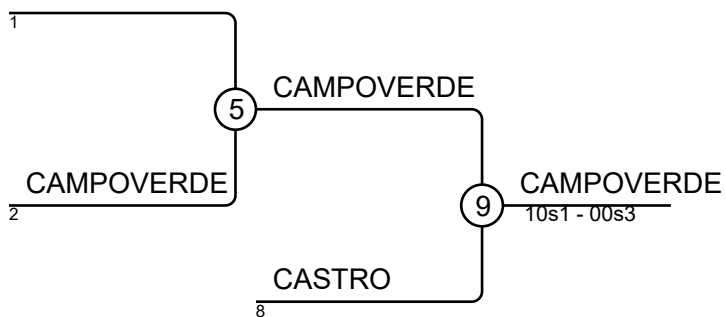 1
CAMPOVERDE
5
CAMPOVERDE
2
CAMPOVERDE
9
10s1 - 00s3
CASTRO
8